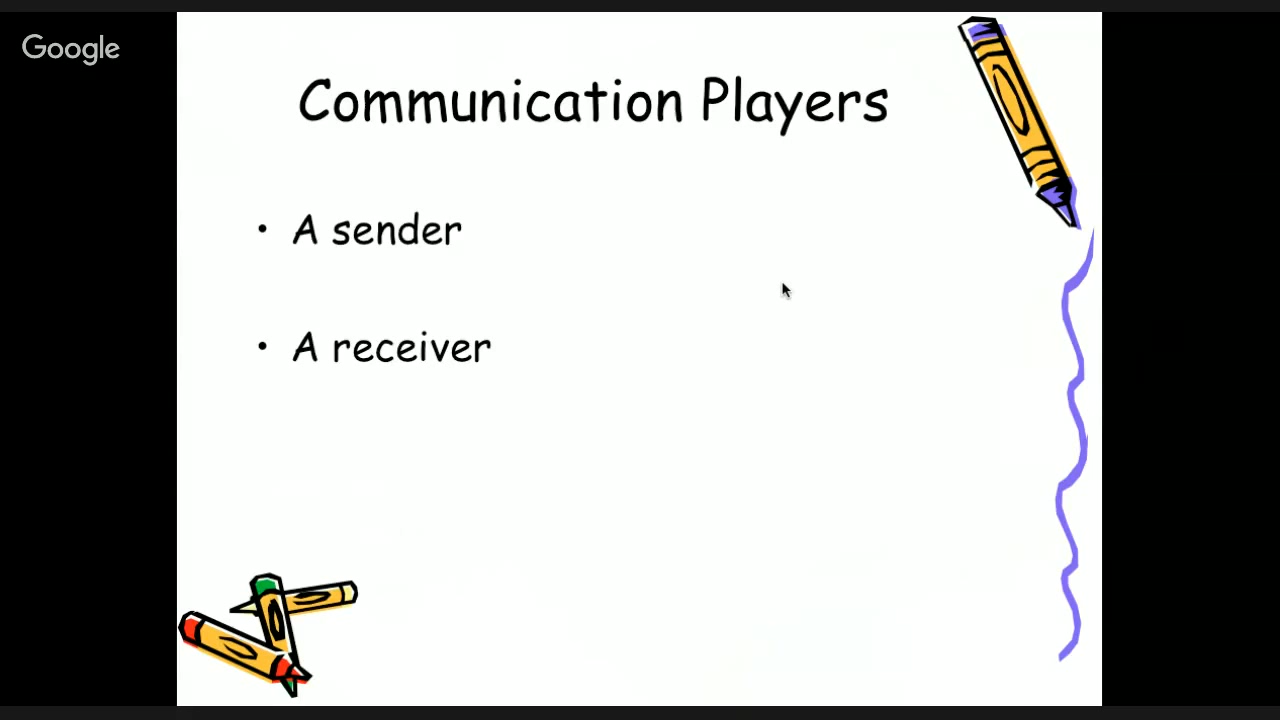 Google
Communication Players
• A sender
• A receiver